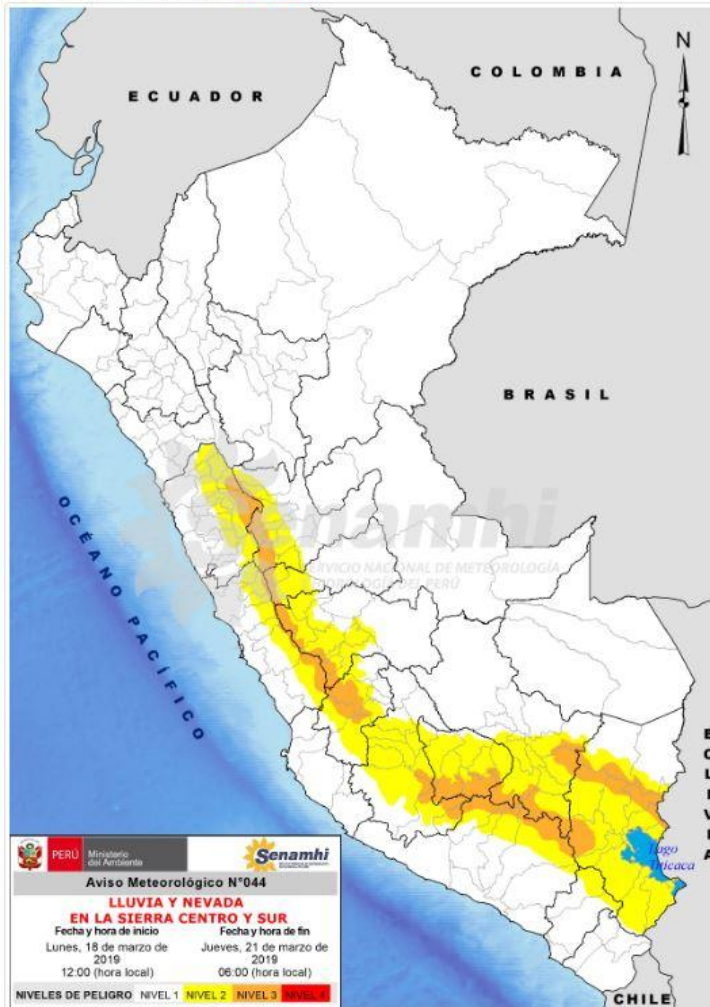 N
COLOMBIA
ECUADOR
BRASIL
OCÉANO PACÍFICO
Senamhi
SERVICIO NACIONAL DE METEOROLOGÍA
DEL PERÚ
BOLIVIA
Lago
Titicaca
PERÚ Ministerio
del Ambiente
Senamhi
Aviso Meteorológico N°044
LLUVIA Y NEVADA
EN LA SIERRA CENTRO Y SUR
Fecha y hora de inicio Fecha y hora de fin
Lunes, 18 de marzo de Jueves, 21 de marzo de
2019 2019
12:00 (hora local) 06:00 (hora local)
NIVELES DE PELIGRO NIVEL 1 NIVEL 2 NIVEL 3 NIVEL 4
CHILE